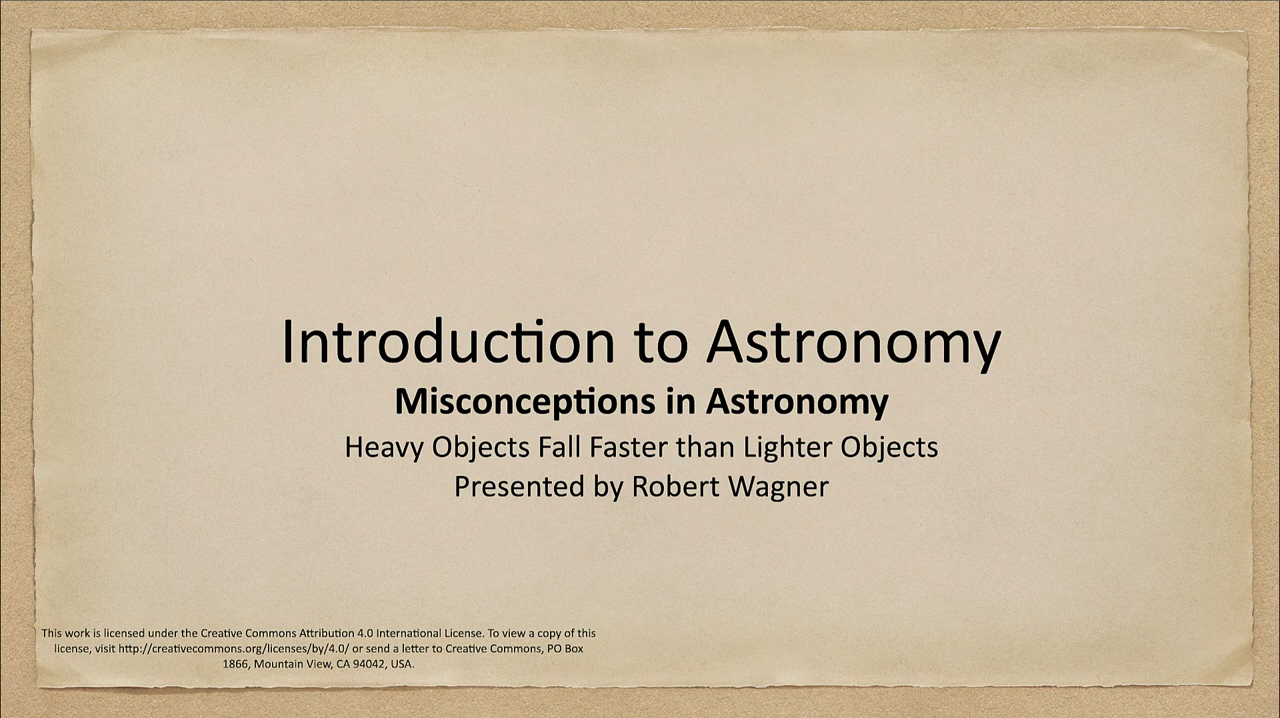 Introduction to Astronomy
Misconceptions in Astronomy
Heavy Objects Fall Faster than Lighter Objects
Presented by Robert Wagner
This work is licensed under the Creative Commons Attribution 4.0 International License. To view a copy of this
license, visit http://creativecommons.org/licenses/by/4.0/ or send a letter to Creative Commons, PO Box
1866, Mountain View, CA 94042, USA.